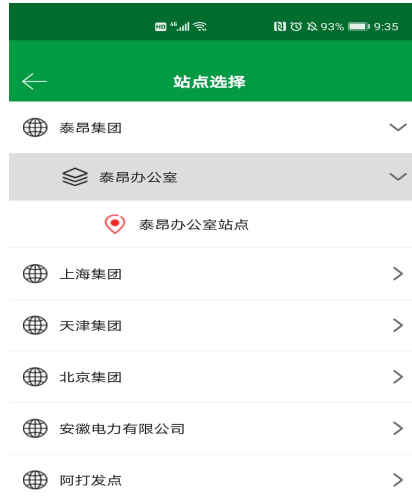 HD 93% 9:35
站点选择
泰昂集团
泰昂办公室
泰昂办公室站点
上海集团
天津集团
北京集团
安徽电力有限公司
阿打发点